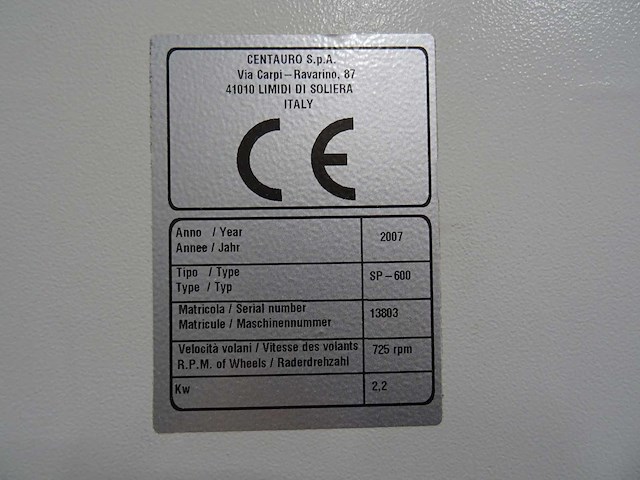 CENTAURO S.p.A.
Via Carpi-Ravarino, 87
41010 LIMIDI DI SOLIERA
ITALY
CE
Anno / Year
Annee / Jahr
2007
Tipo / Type
Type / Typ
SP-600
Matricola / Serial number
Matricule / Maschinennummer
13803
Velocità volani / Vitesse des volants
R.P.M. of Wheels / Raderdrehzahl
725 rpm
Kw
2,2